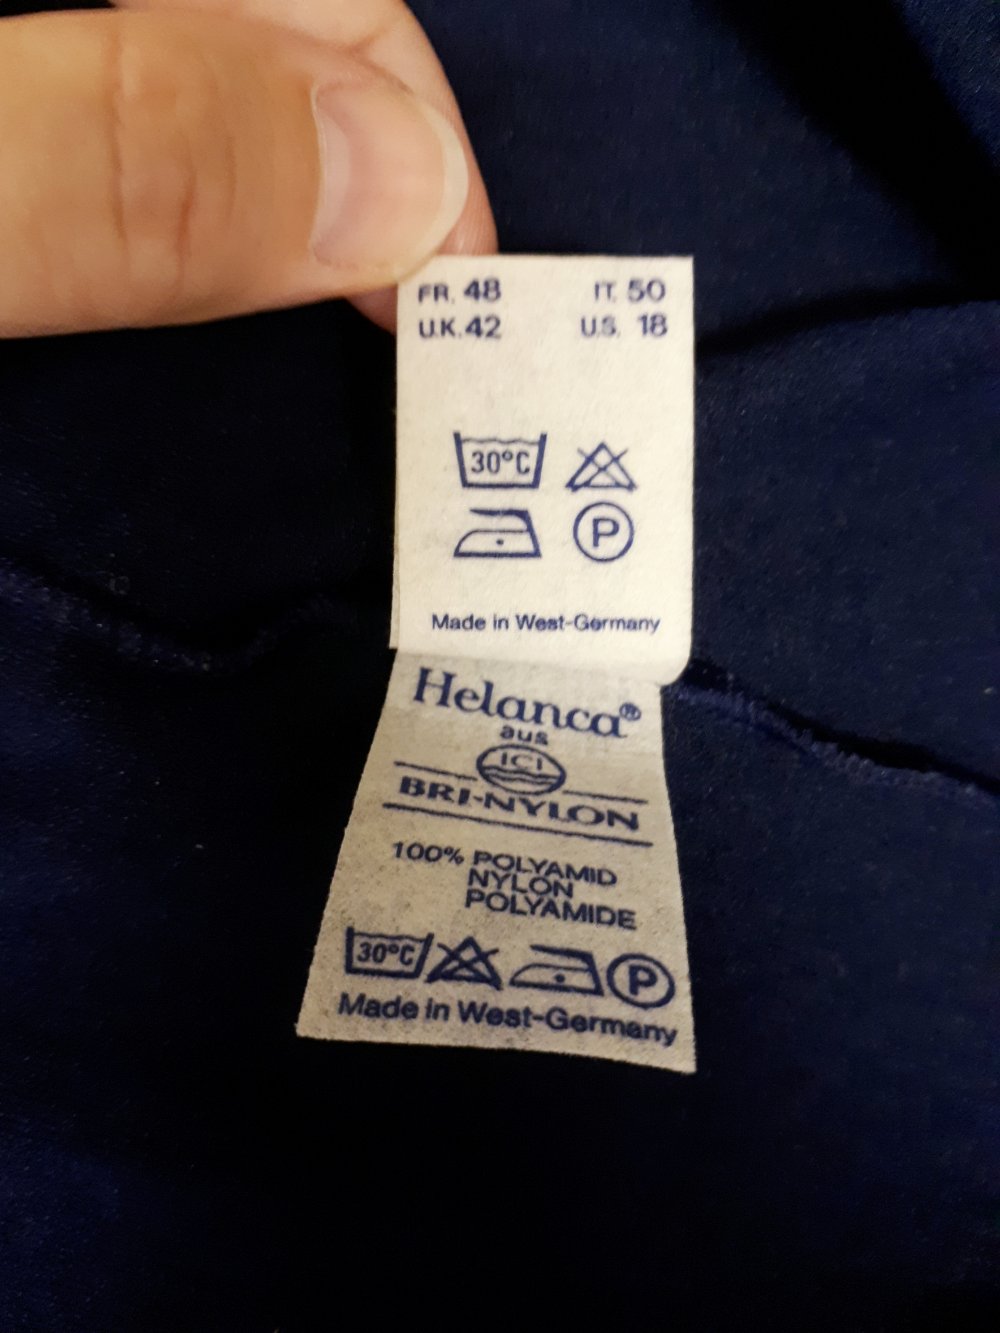 FR. 48 IT. 50
U.K. 42 U.S. 18
30°C
P
Made in West-Germany
Helanca®
aus
ICI
BRI-NYLON
100% POLYAMID
NYLON
POLYAMIDE
30°C P
Made in West-Germany